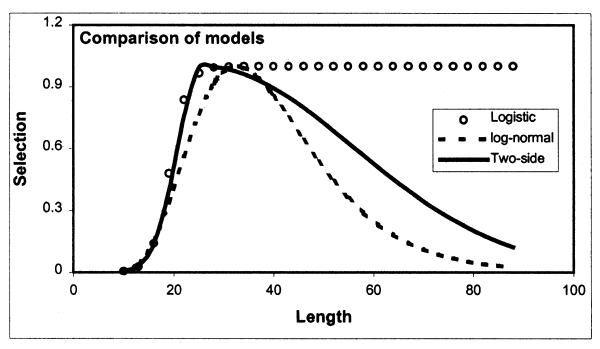 Comparison of models
1.2
0.9
0.6
0.3
0
Selection
Logistic
log-normal
Two-side
0 20 40 60 80 100
Length